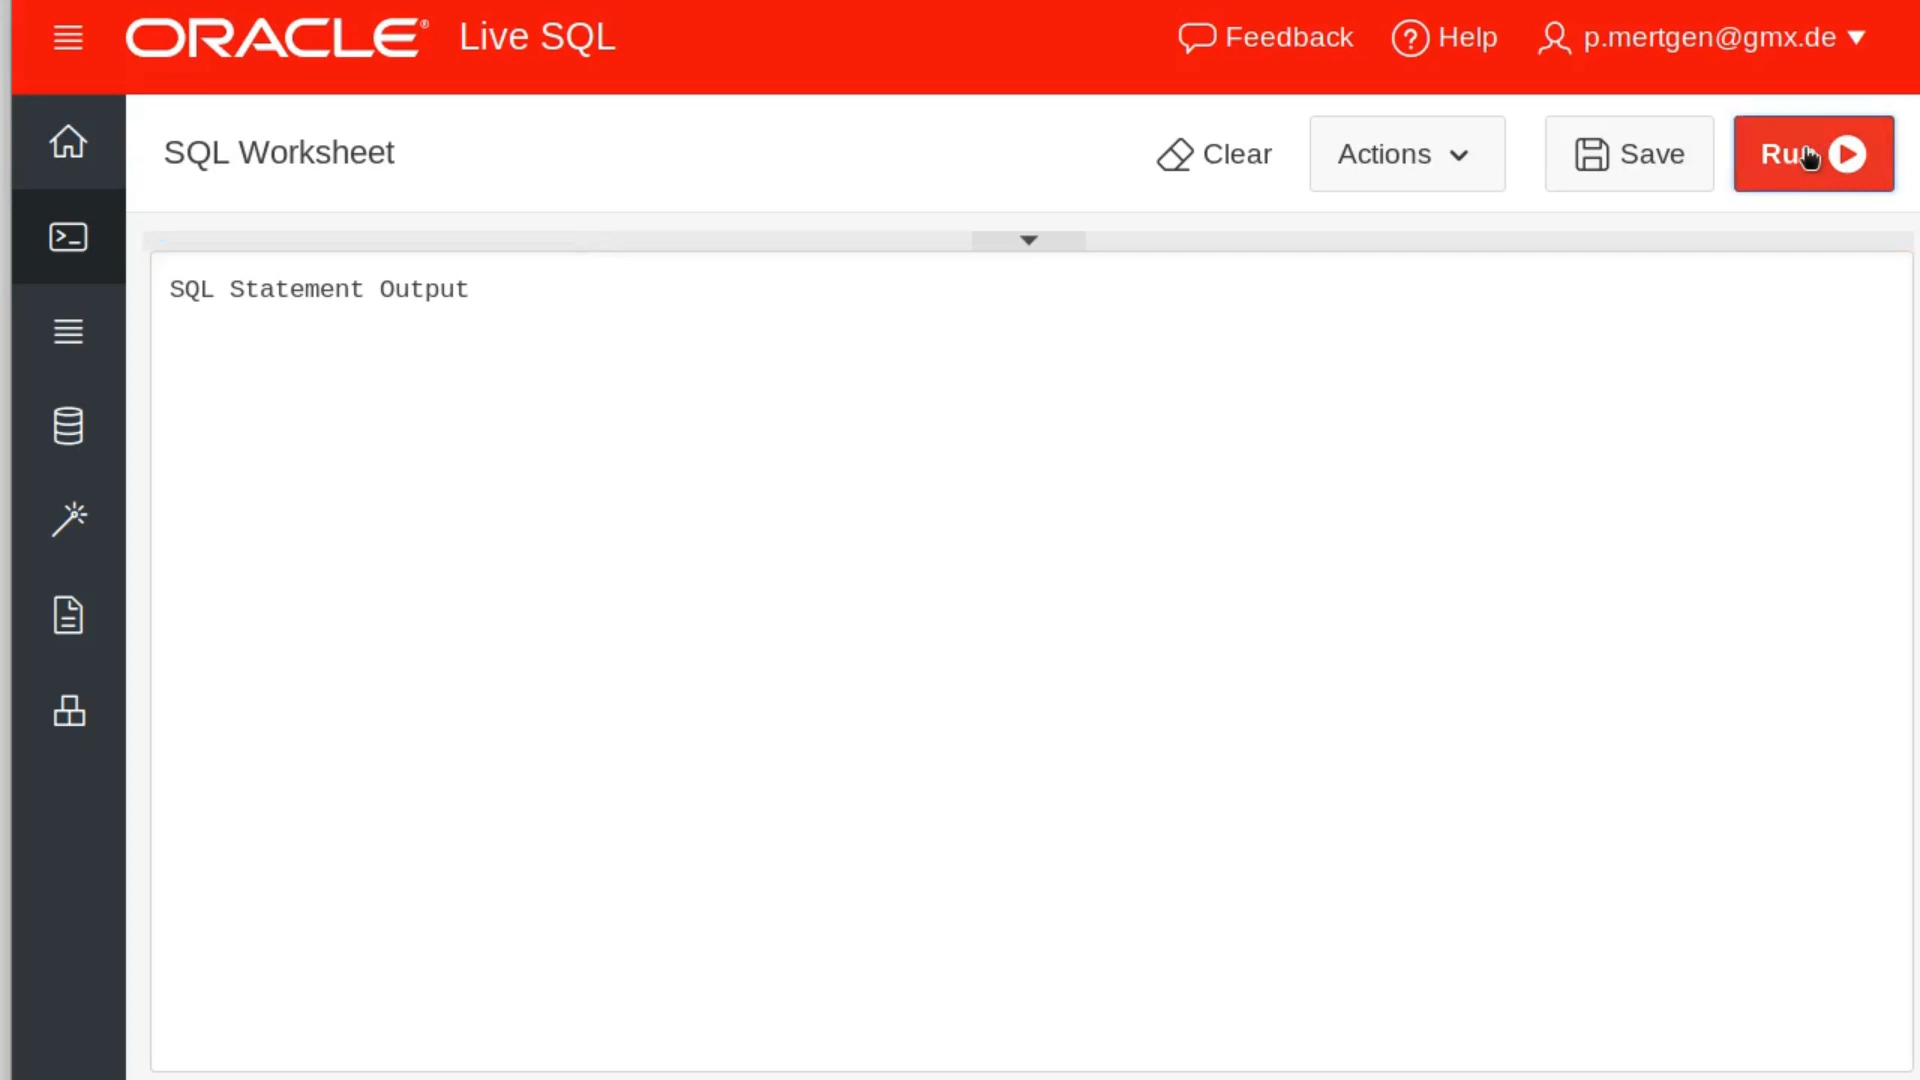 ORACLE® Live SQL Feedback Help p.mertgen@gmx.de
SQL Worksheet Clear Actions Save Run
SQL Statement Output